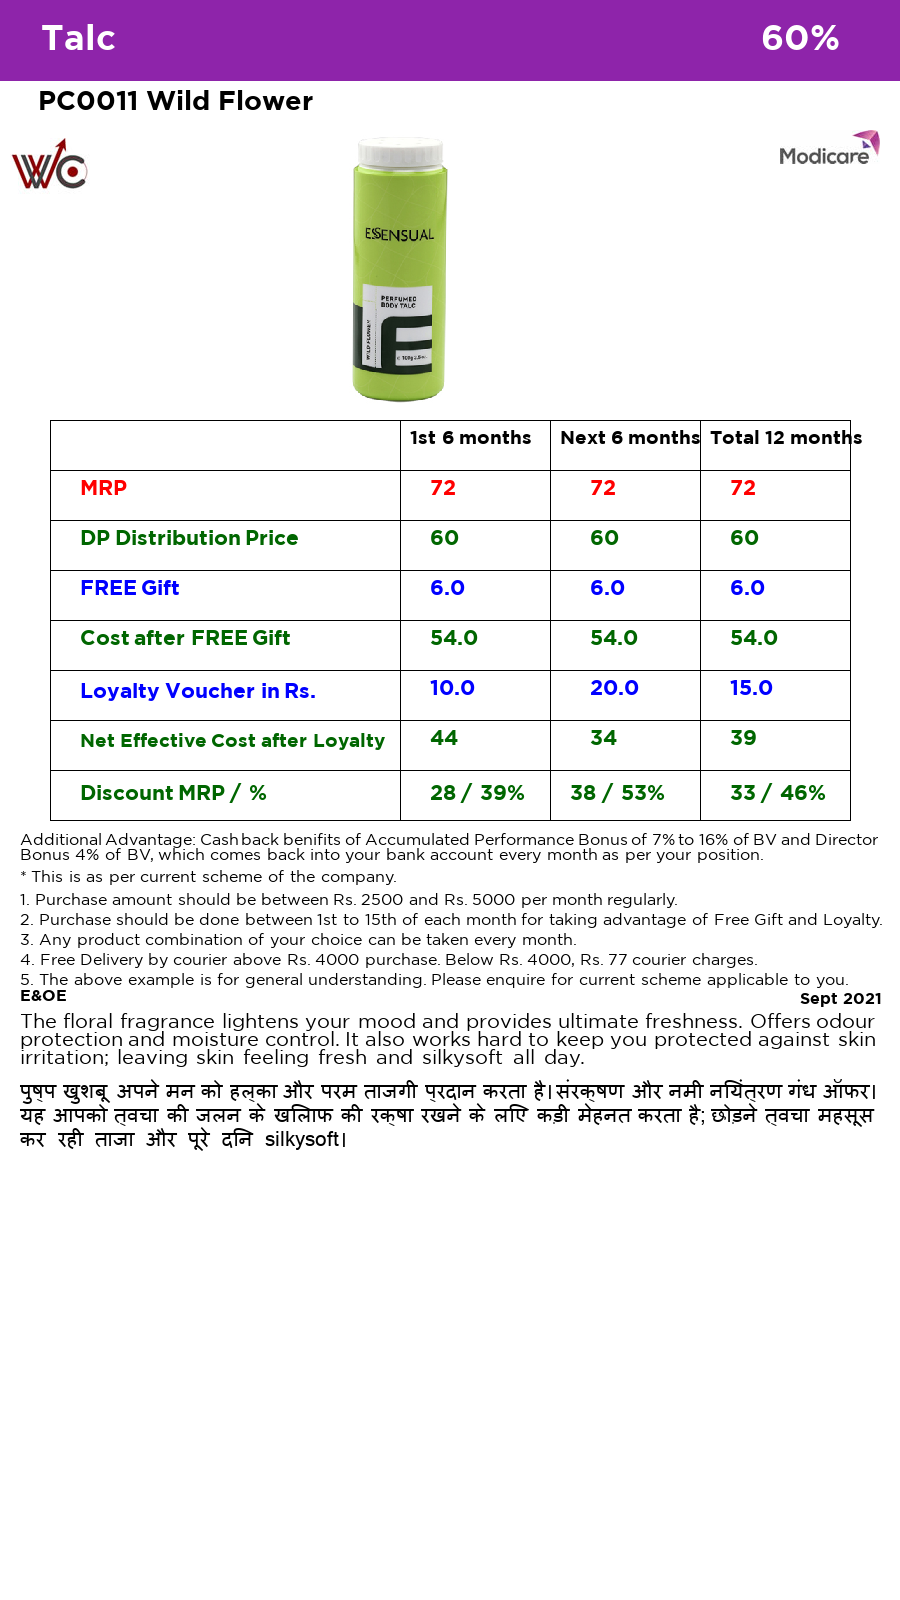 Talc 60%
PC0011 Wild Flower
WC
Modicare
ESSENSUAL
PERFUMED
BODY TALC
WILD FLOWER
MRP 72 72 72
1st 6 months Next 6 months Total 12 months
DP Distribution Price 60 60 60
FREE Gift 6.0 6.0 6.0
Cost after FREE Gift 54.0 54.0 54.0
Loyalty Voucher in Rs. 10.0 20.0 15.0
Net Effective Cost after Loyalty 44 34 39
Discount MRP / % 28 / 39% 38 / 53% 33 / 46%
Additional Advantage: Cashback benifits of Accumulated Performance Bonus of 7% to 16% of BV and Director
Bonus 4% of BV, which comes back into your bank account every month as per your position.
* This is as per current scheme of the company.
1. Purchase amount should be between Rs. 2500 and Rs. 5000 per month regularly.
2. Purchase should be done between 1st to 15th of each month for taking advantage of Free Gift and Loyalty.
3. Any product combination of your choice can be taken every month.
4. Free Delivery by courier above Rs. 4000 purchase. Below Rs. 4000, Rs. 77 courier charges.
5. The above example is for general understanding. Please enquire for current scheme applicable to you.
E&OE Sept 2021
The floral fragrance lightens your mood and provides ultimate freshness. Offers odour
protection and moisture control. It also works hard to keep you protected against skin
irritation; leaving skin feeling fresh and silkysoft all day.
पुष्प खुशबू अपने मन को हल्का और परम ताजगी प्रदान करता है। संरक्षण और नमी नियंत्रण गंध ऑफर।
यह आपको त्वचा की जलन के खिलाफ की रक्षा रखने के लिए कड़ी मेहनत करता है; छोड़ने त्वचा महसूस
कर रही ताजा और पूरे दिन silkysoft।